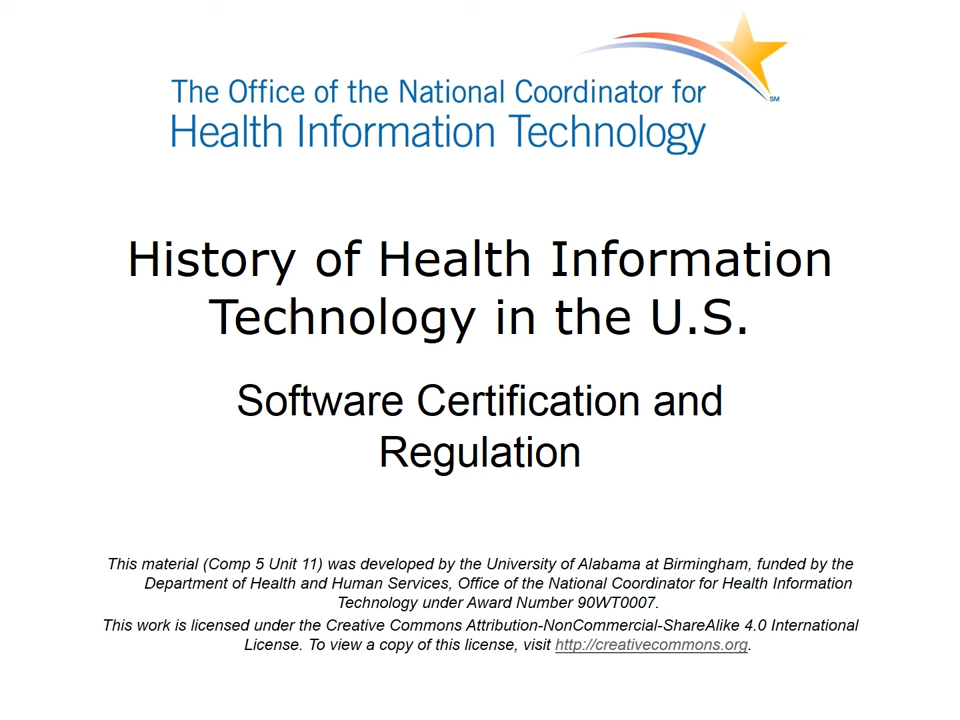 The Office of the National Coordinator for
Health Information Technology
SM
History of Health Information
Technology in the U.S.
Software Certification and
Regulation
This material (Comp 5 Unit 11) was developed by the University of Alabama at Birmingham, funded by the
Department of Health and Human Services, Office of the National Coordinator for Health Information
Technology under Award Number 90WT0007.
This work is licensed under the Creative Commons Attribution-NonCommercial-ShareAlike 4.0 International
License. To view a copy of this license, visit http://creativecommons.org.